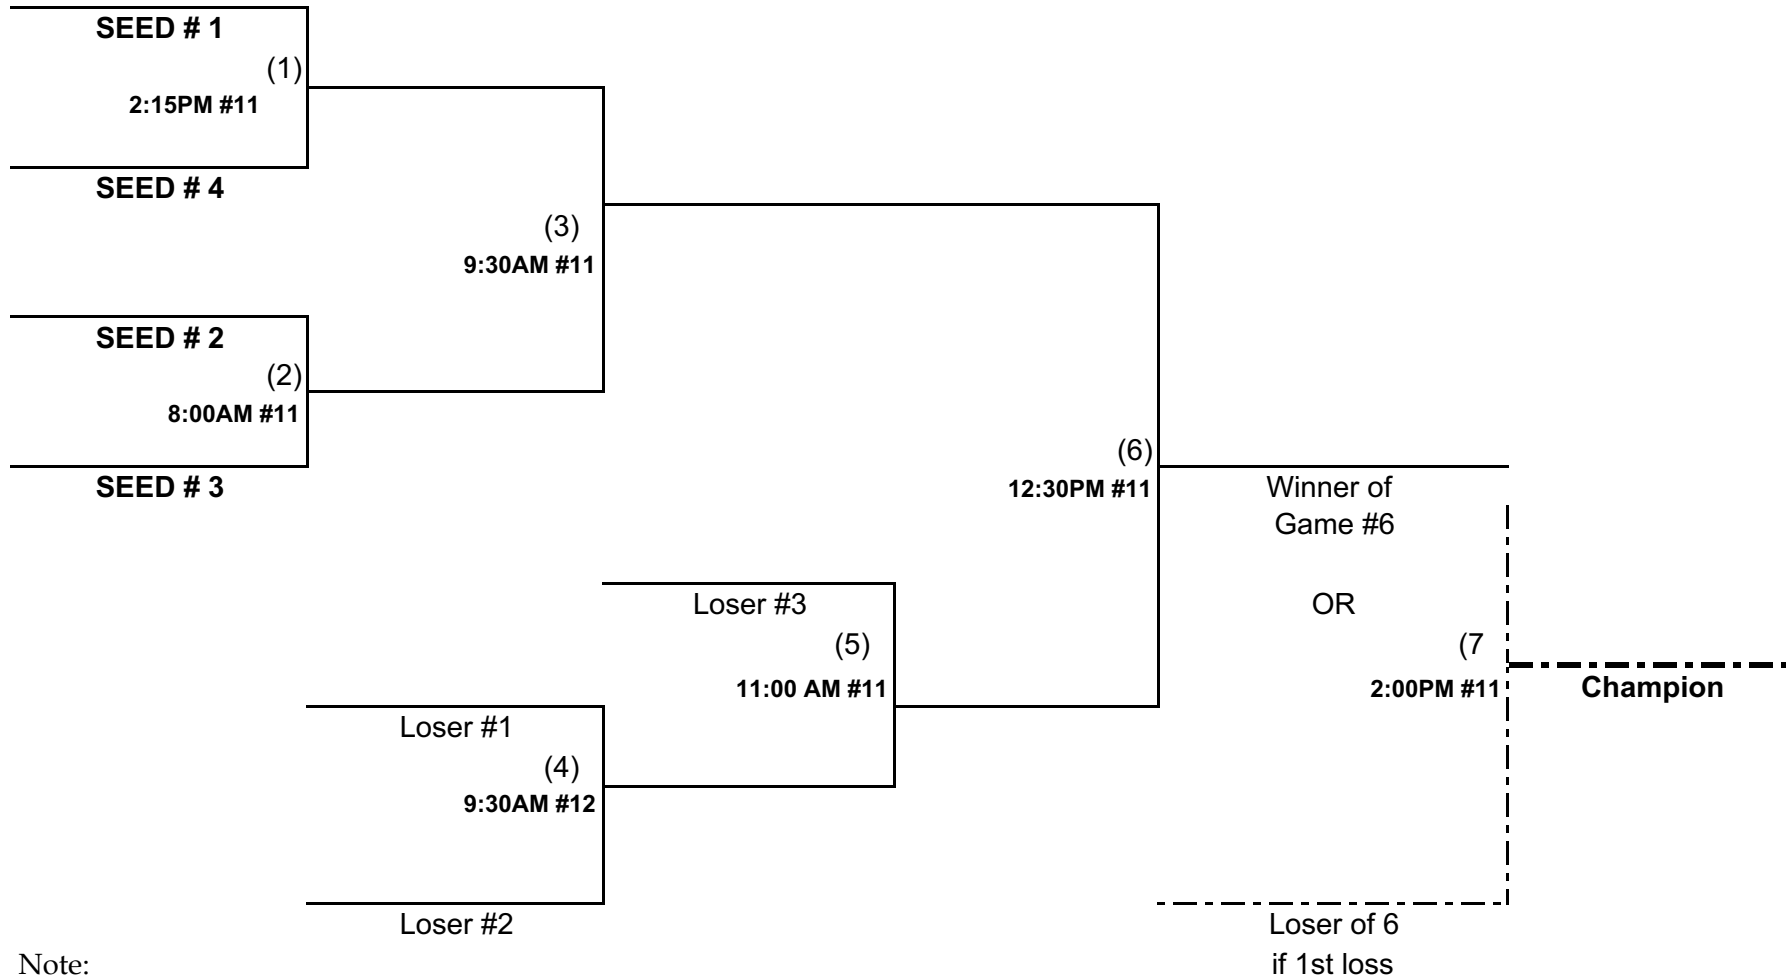 SEED # 1
(1)
2:15PM #11
SEED # 4
(3)
9:30AM #11
SEED # 2
(2)
8:00AM #11
SEED # 3
(6)
12:30PM #11
Winner of
Game #6
OR
(7
2:00PM #11
Champion
Loser #3
(5)
11:00 AM #11
Loser #1
(4)
9:30AM #12
Loser #2
Loser of 6
if 1st loss
Note: